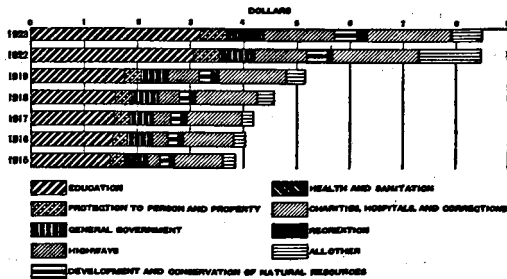 DOLLARS
0 1 2 3 4 5 6 7 8
1923
1922
1919
1918
1917
1916
1915
EDUCATION
HEALTH AND SANITATION
PROTECTION TO PERSON AND PROPERTY
CHARITIES, HOSPITALS, AND CORRECTIONS
GENERAL GOVERNMENT
RECREATION
HIGHWAYS
ALL OTHER
DEVELOPMENT AND CONSERVATION OF NATURAL RESOURCES